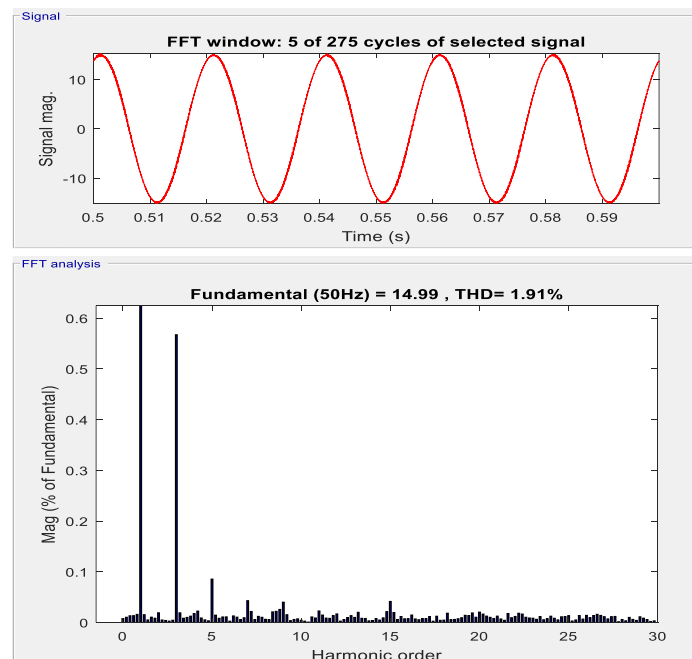 Signal
FFT window: 5 of 275 cycles of selected signal
10
0
-10
Signal mag.
0.5 0.51 0.52 0.53 0.54 0.55 0.56 0.57 0.58 0.59
Time (s)
FFT analysis
Fundamental (50Hz) = 14.99 , THD= 1.91%
0.6
0.5
0.4
0.3
0.2
0.1
0
Mag (% of Fundamental)
0 5 10 15 20 25 30
Harmonic order